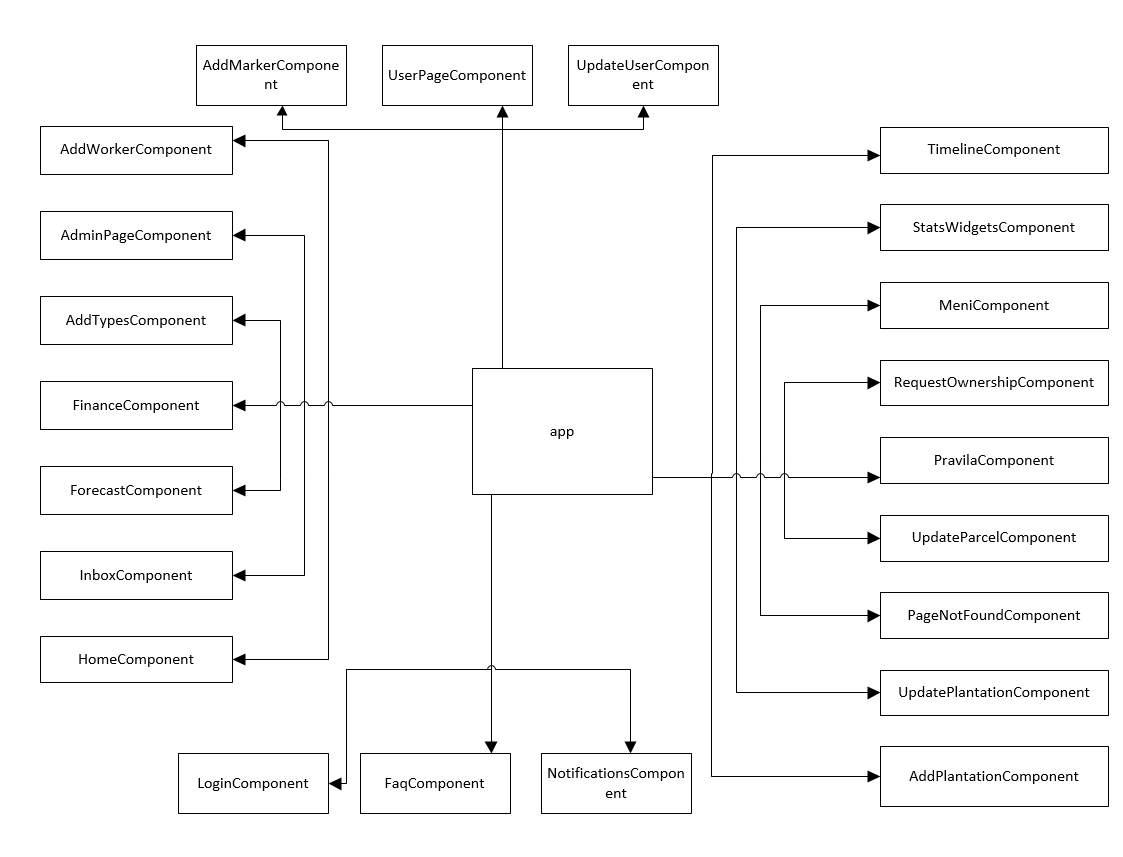 AddMarkerCompone
nt
UserPageComponent
UpdateUserCompon
ent
AddWorkerComponent
AdminPageComponent
AddTypesComponent
FinanceComponent
ForecastComponent
InboxComponent
HomeComponent
app
TimelineComponent
StatsWidgetsComponent
MeniComponent
RequestOwnershipComponent
PravilaComponent
UpdateParcelComponent
PageNotFoundComponent
UpdatePlantationComponent
AddPlantationComponent
LoginComponent
FaqComponent
NotificationsCompon
ent